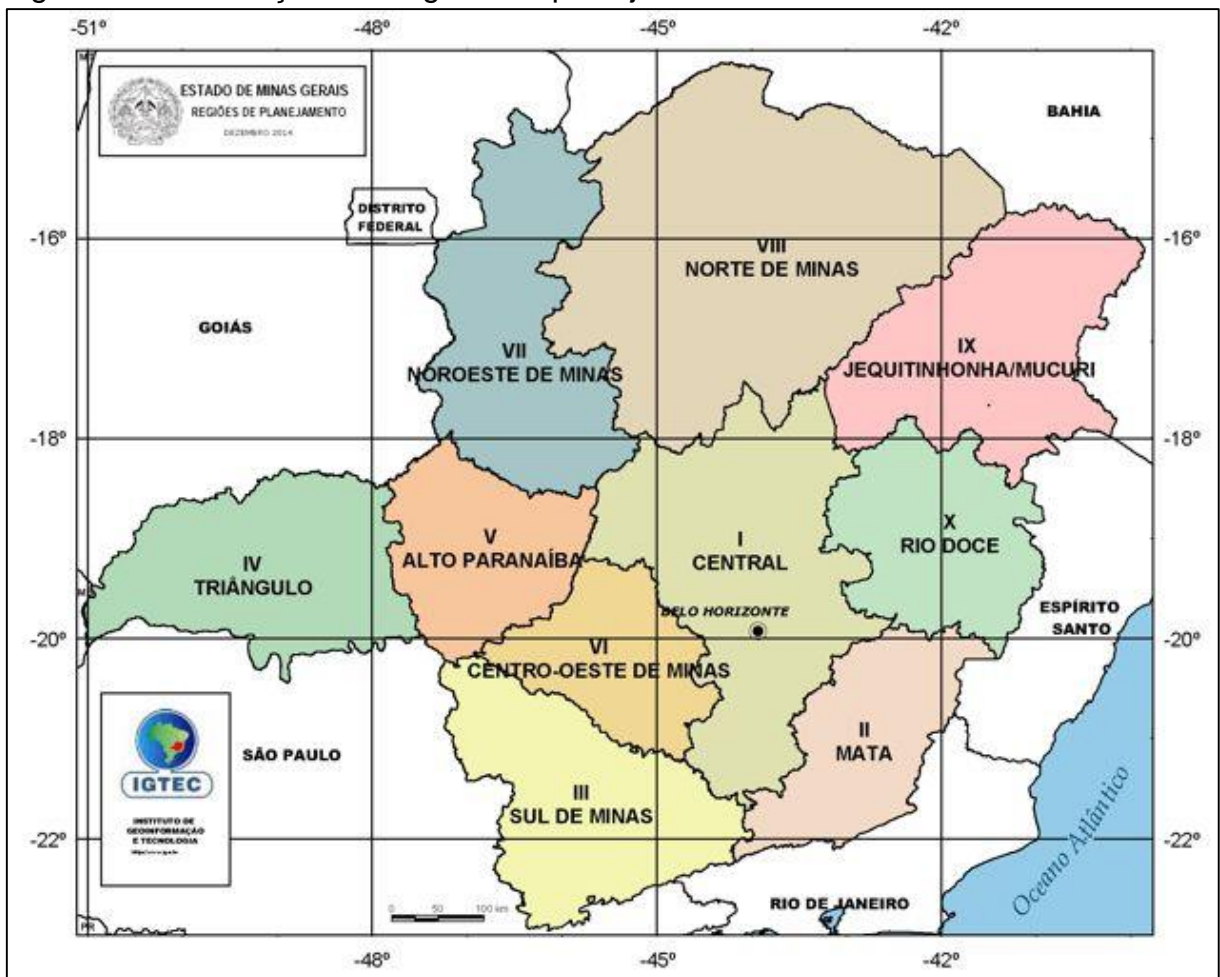 -51º -48º -45º -42º
ESTADO DE MINAS GERAIS
REGIÕES DE PLANEJAMENTO
DEZEMBRO 2014
BAHIA
DISTRITO
FEDERAL
-16º -16º
VIII
NORTE DE MINAS
GOIÁS
VII
NOROESTE DE MINAS
IX
JEQUITINHONHA/MUCURI
-18º -18º
IV
TRIÂNGULO
V
ALTO PARANAÍBA
I
CENTRAL
X
RIO DOCE
BELO HORIZONTE
ESPÍRITO
SANTO
-20º -20º
VI
CENTRO-OESTE DE MINAS
II
MATA
SÃO PAULO
IGTEC
INSTITUTO DE
GEOINFORMAÇÃO
E TECNOLOGIA
III
SUL DE MINAS
-22º -22º
Oceano Atlântico
0 50 100 km
RIO DE JANEIRO
PR
-48º -45º -42º